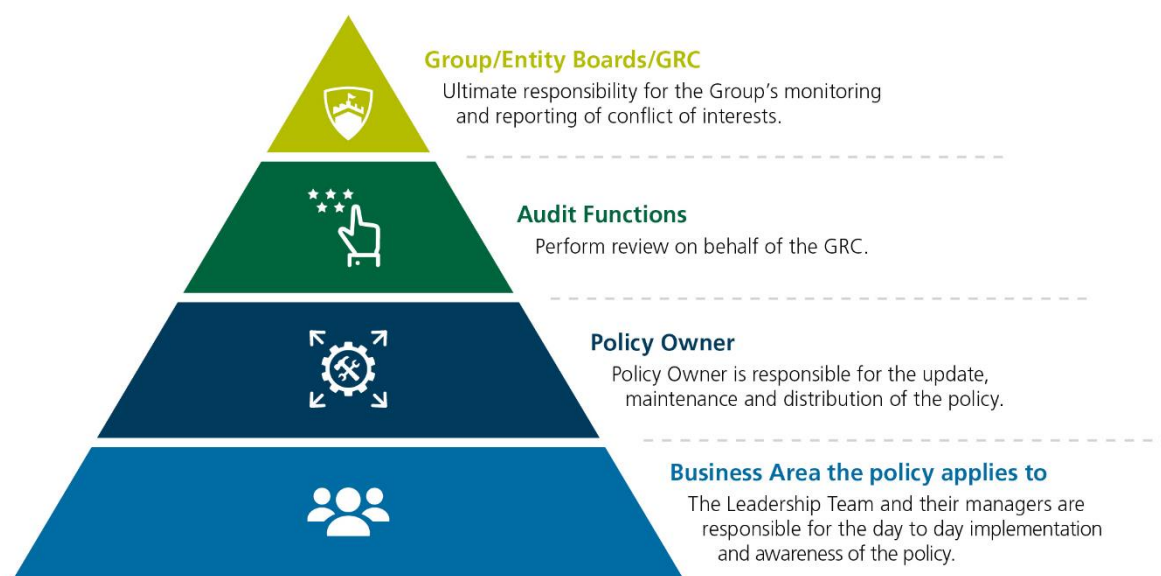 Group/Entity Boards/GRC
Ultimate responsibility for the Group's monitoring
and reporting of conflict of interests.
Audit Functions
Perform review on behalf of the GRC.
Policy Owner
Policy Owner is responsible for the update,
maintenance and distribution of the policy.
Business Area the policy applies to
The Leadership Team and their managers are
responsible for the day to day implementation
and awareness of the policy.